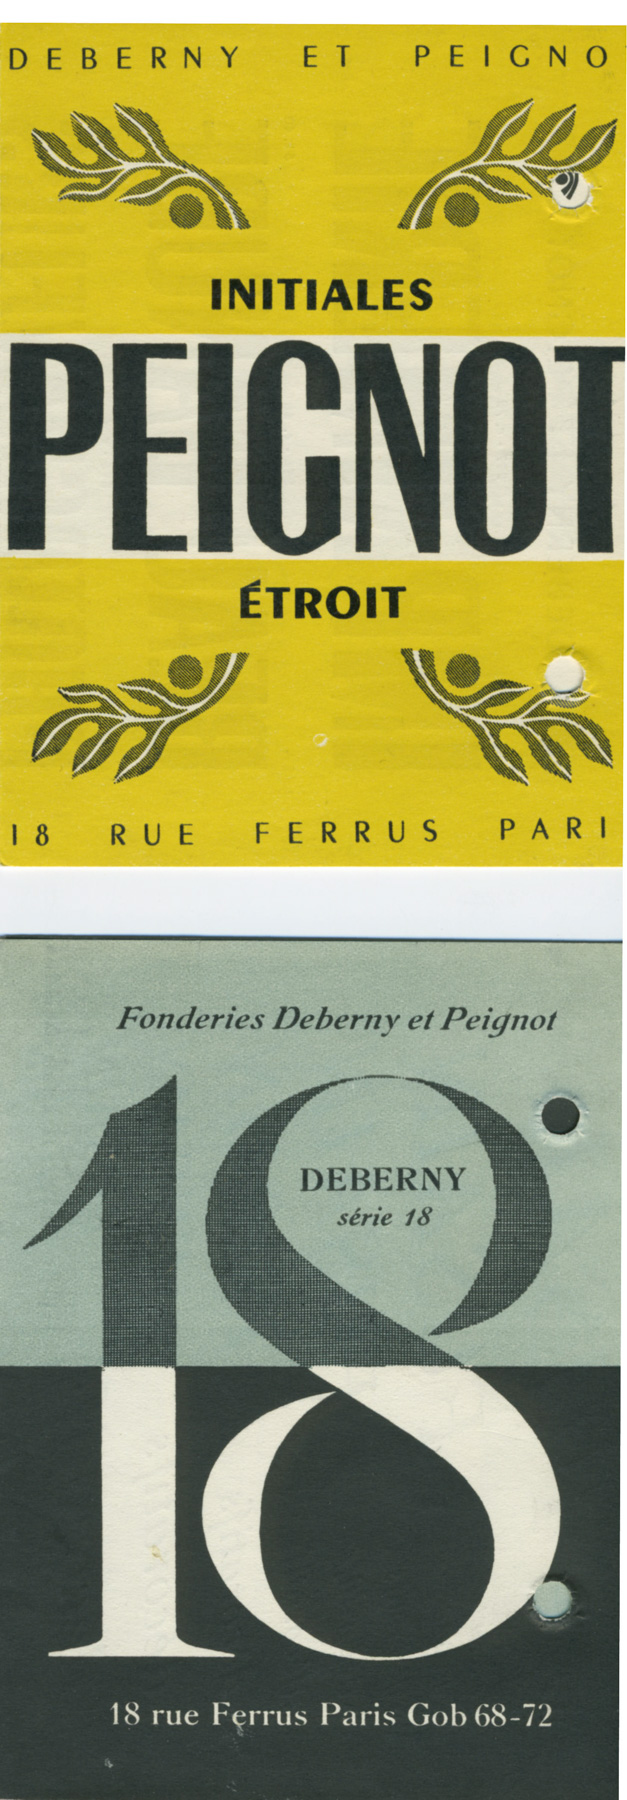 DEBERNY ET PEIGNO
INITIALES
PEIGNOT
ÉTROIT
18 RUE FERRUS PARI
Fonderies Deberny et Peignot
18
DEBERNY
série 18
18 rue Ferrus Paris Gob 68-72